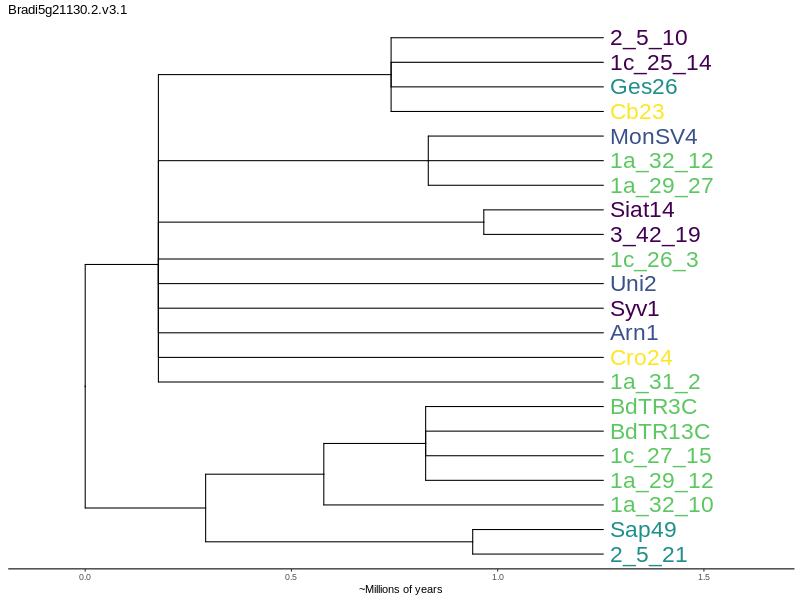 Bradi5g21130.2.v3.1
2_5_10
1c_25_14
Ges26
Cb23
MonSV4
1a_32_12
1a_29_27
Siat14
3_42_19
1c_26_3
Uni2
Syv1
Arn1
Cro24
1a_31_2
BdTR3C
BdTR13C
1c_27_15
1a_29_12
1a_32_10
Sap49
2_5_21
0.0 0.5 1.0 1.5
~Millions of years